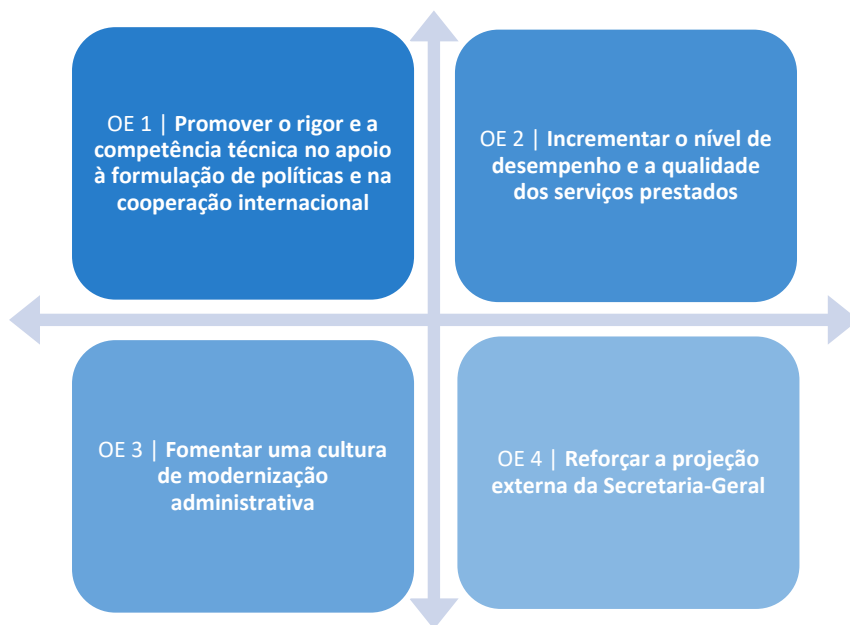 OE 1 | Promover o rigor e a
competência técnica no apoio
à formulação de políticas e na
cooperação internacional
OE 2 | Incrementar o nível de
desempenho e a qualidade
dos serviços prestados
OE 3 | Fomentar uma cultura
de modernização
administrativa
OE 4 | Reforçar a projeção
externa da Secretaria-Geral